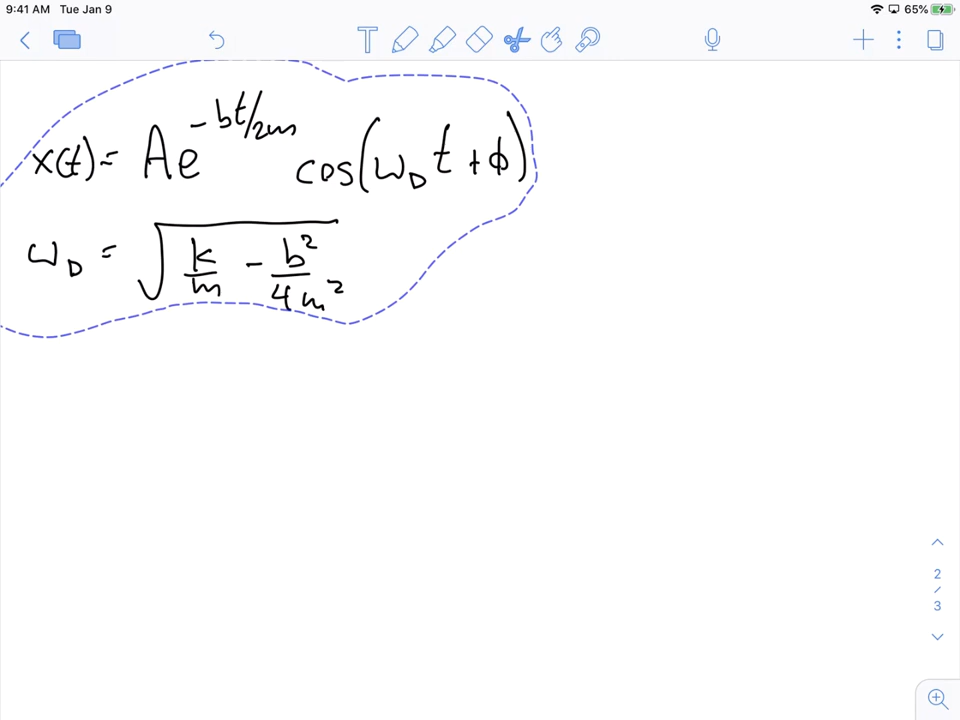 9:41 AM Tue Jan 9 65%
T
x(t) = Ae^{-bt/2m} cos(ω_D t + ϕ)
ω_D = √(k/m - b²/4m²)
2
/
3